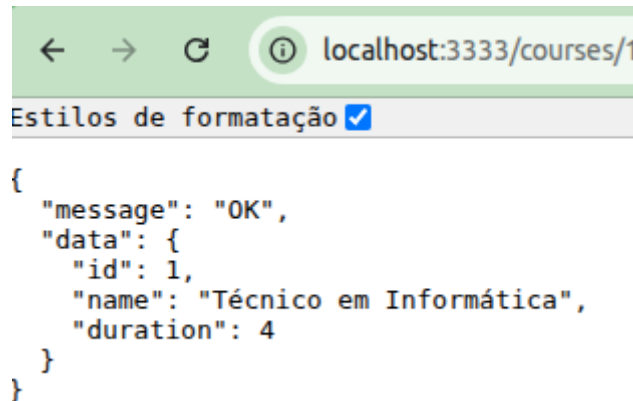 localhost:3333/courses/1
Estilos de formatação
{
"message": "OK",
"data": {
"id": 1,
"name": "Técnico em Informática",
"duration": 4
}
}